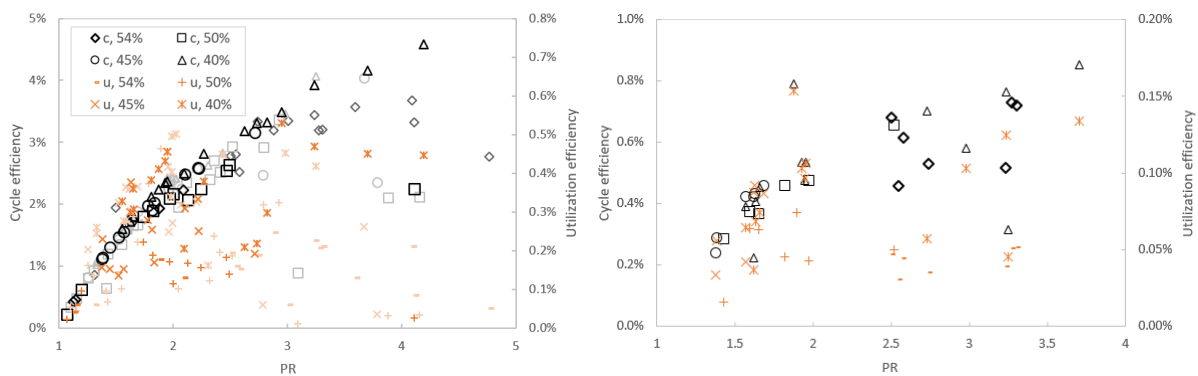 5%
4%
3%
2%
1%
0%
Cycle efficiency
c, 54%
c, 50%
c, 45%
c, 40%
u, 54%
u, 50%
u, 45%
u, 40%
0.8%
0.7%
0.6%
0.5%
0.4%
0.3%
0.2%
0.1%
0.0%
Utilization efficiency
1 2 3 4 5
PR
1.0%
0.8%
0.6%
0.4%
0.2%
0.0%
Cycle efficiency
0.20%
0.15%
0.10%
0.05%
0.00%
Utilization efficiency
1 1.5 2 2.5 3 3.5 4
PR